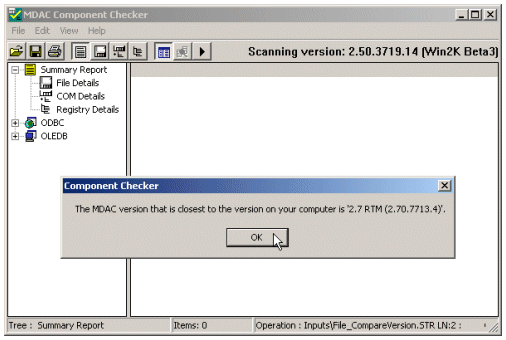 MDAC Component Checker
File Edit View Help
Scanning version: 2.50.3719.14 (Win2K Beta3)
Summary Report
File Details
COM Details
Registry Details
ODBC
OLEDB
Component Checker
The MDAC version that is closest to the version on your computer is '2.7 RTM (2.70.7713.4)'.
OK
Tree : Summary Report
Items: 0
Operation : Inputs\File_CompareVersion.STR LN:2 :